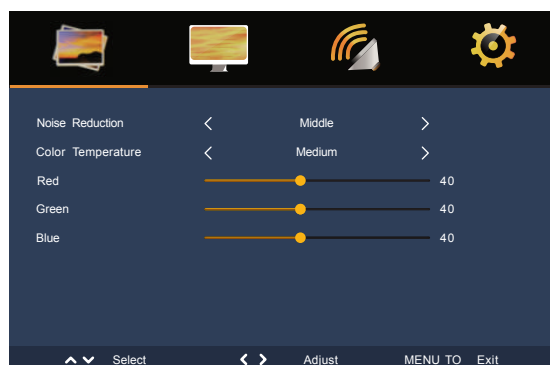 Noise Reduction Middle
Color Temperature Medium
Red 40
Green 40
Blue 40
Select Adjust MENU TO Exit